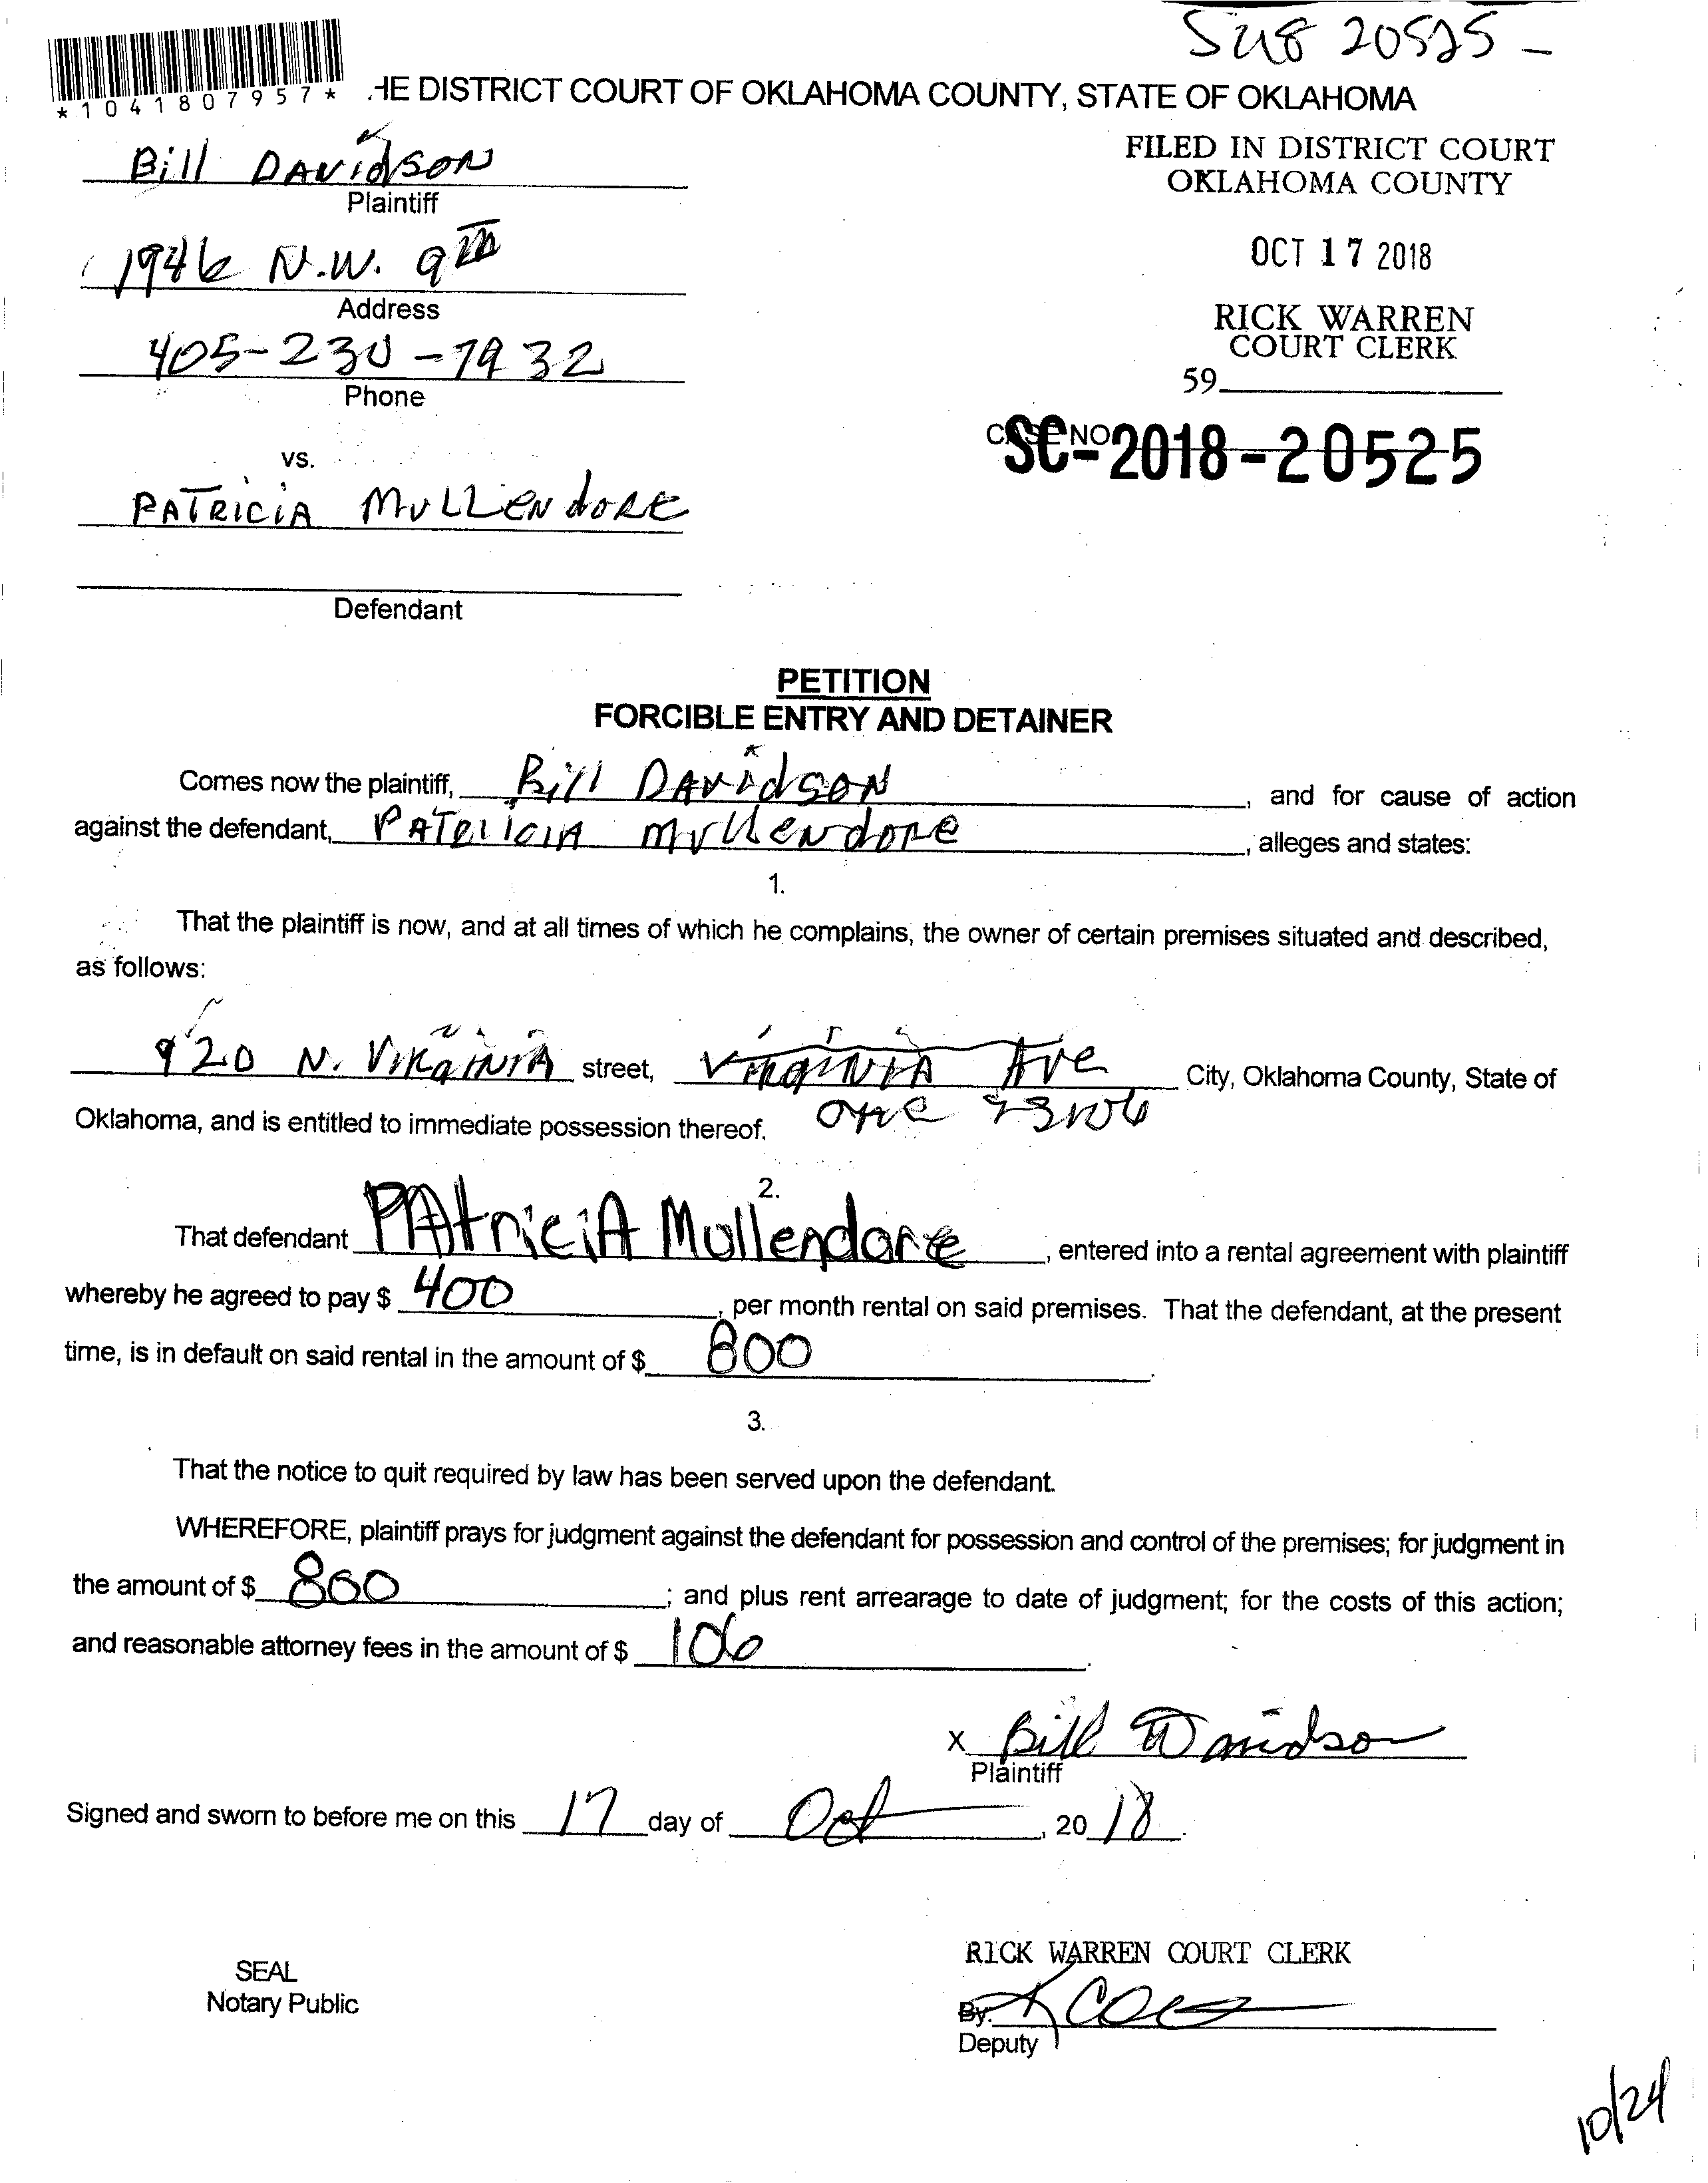 20525 -
*1041807957* HE DISTRICT COURT OF OKLAHOMA COUNTY, STATE OF OKLAHOMA
Bill DAVidSON
Plaintiff
FILED IN DISTRICT COURT
OKLAHOMA COUNTY
1946 N.W. 9TH
Address
OCT 17 2018
405-230-7932
Phone
RICK WARREN
COURT CLERK
59
CASE NO
SC-2018-20525
vs.
PATRICIA MULLENdORE
Defendant
PETITION
FORCIBLE ENTRY AND DETAINER
Comes now the plaintiff, Bill DAVidSON, and for cause of action
against the defendant, PATRICIA MullENdORE, alleges and states:
1.
That the plaintiff is now, and at all times of which he complains, the owner of certain premises situated and described,
as follows:
920 N. VIRGINIA street, VIRGINIA AVe City, Oklahoma County, State of
Oklahoma, and is entitled to immediate possession thereof. 73106
2.
That defendant PAtriciA Mullendore, entered into a rental agreement with plaintiff
whereby he agreed to pay $ 400, per month rental on said premises. That the defendant, at the present
time, is in default on said rental in the amount of $ 800.
3.
That the notice to quit required by law has been served upon the defendant.
WHEREFORE, plaintiff prays for judgment against the defendant for possession and control of the premises; for judgment in
the amount of $ 800; and plus rent arrearage to date of judgment; for the costs of this action;
and reasonable attorney fees in the amount of $ 106.
X Bill Davidson
Plaintiff
Signed and sworn to before me on this 17 day of Oct, 20 18.
SEAL
Notary Public
RICK WARREN COURT CLERK
By:
Deputy
10/24